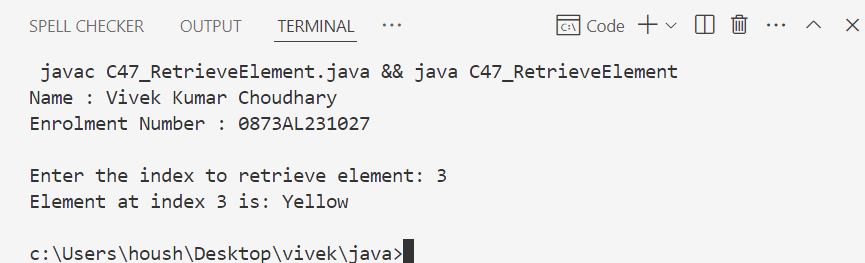 SPELL CHECKER OUTPUT TERMINAL ··· Code
javac C47_RetrieveElement.java && java C47_RetrieveElement
Name : Vivek Kumar Choudhary
Enrolment Number : 0873AL231027
Enter the index to retrieve element: 3
Element at index 3 is: Yellow
c:\Users\housh\Desktop\vivek\java>